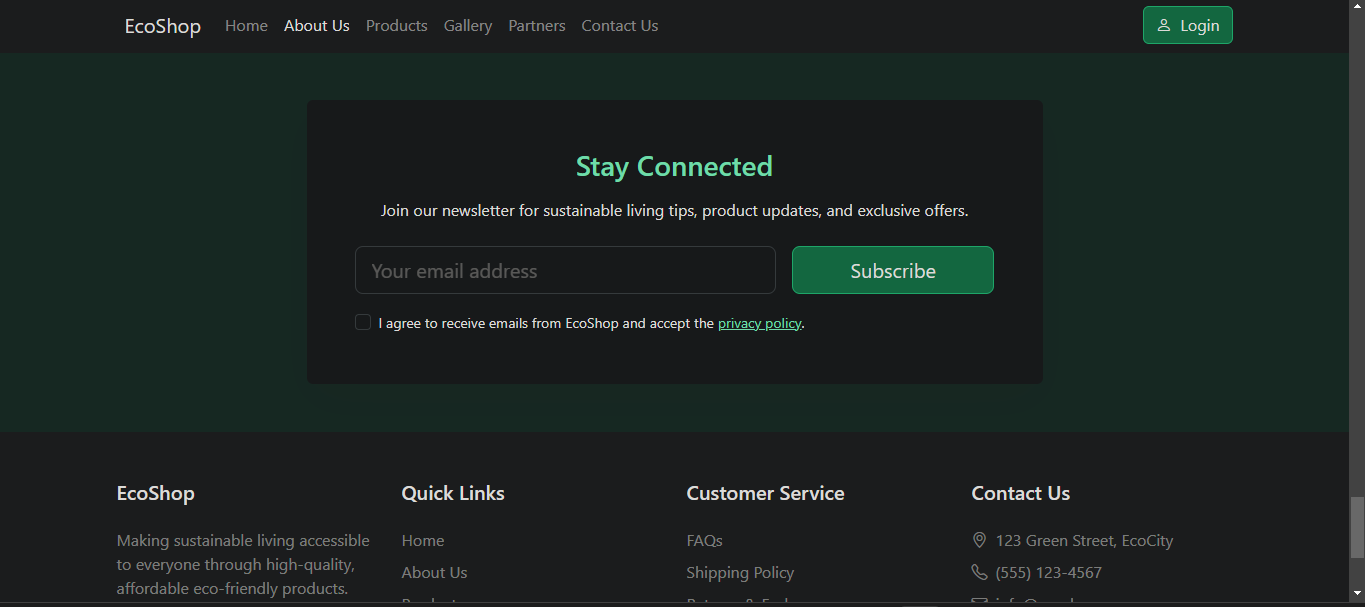 EcoShop Home About Us Products Gallery Partners Contact Us Login
Stay Connected
Join our newsletter for sustainable living tips, product updates, and exclusive offers.
Your email address Subscribe
I agree to receive emails from EcoShop and accept the privacy policy.
EcoShop
Making sustainable living accessible
to everyone through high-quality,
affordable eco-friendly products.
Quick Links
Home
About Us
Customer Service
FAQs
Shipping Policy
Contact Us
123 Green Street, EcoCity
(555) 123-4567